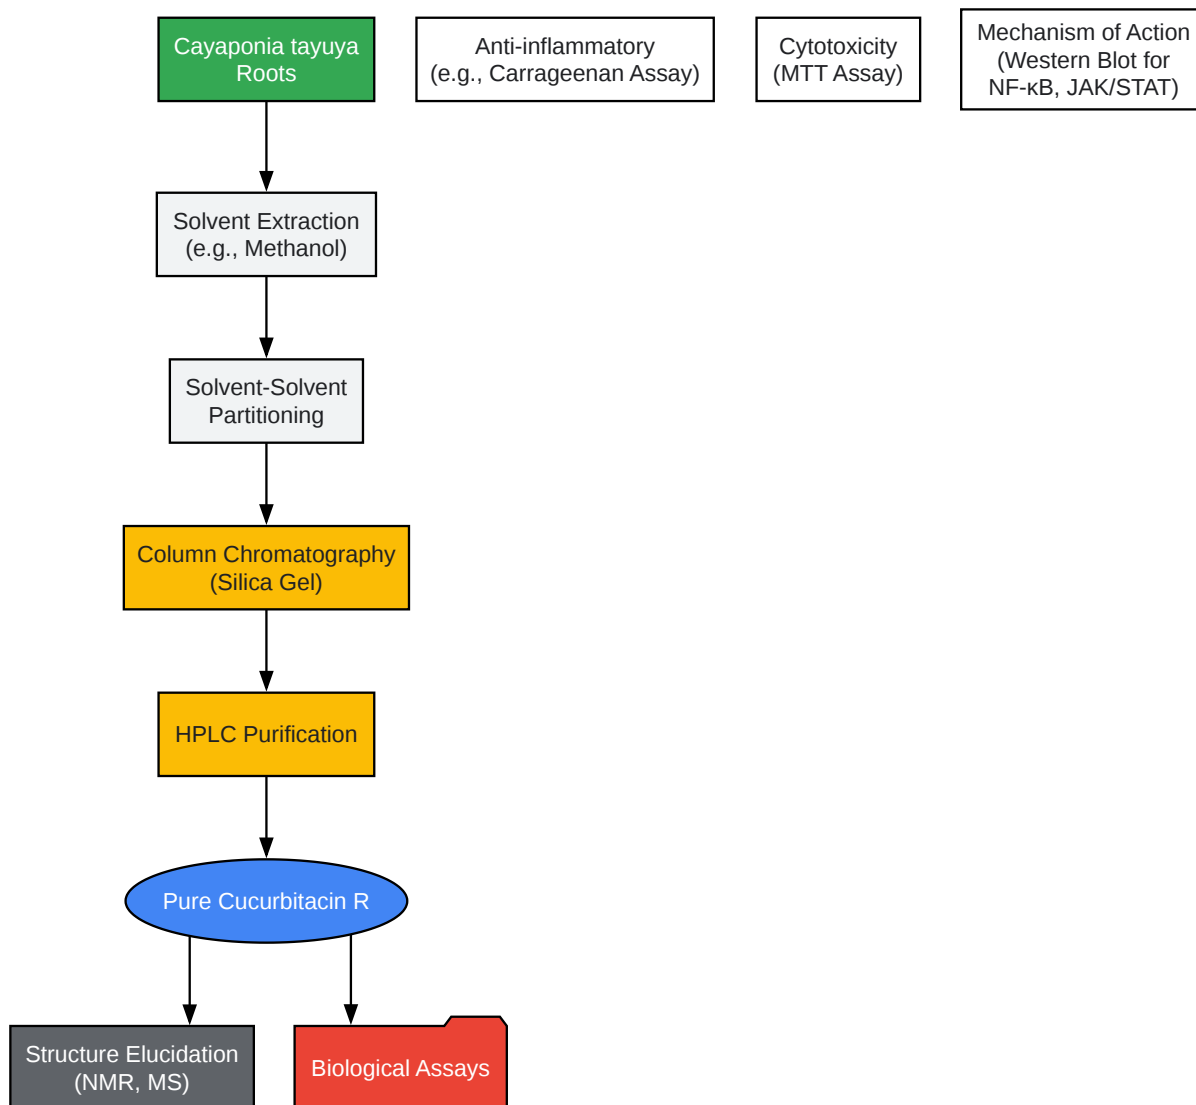 Cayaponia tayuya
Roots
Anti-inflammatory
(e.g., Carrageenan Assay)
Cytotoxicity
(MTT Assay)
Mechanism of Action
(Western Blot for
NF-κB, JAK/STAT)
Solvent Extraction
(e.g., Methanol)
Solvent-Solvent
Partitioning
Column Chromatography
(Silica Gel)
HPLC Purification
Pure Cucurbitacin R
Structure Elucidation
(NMR, MS)
Biological Assays